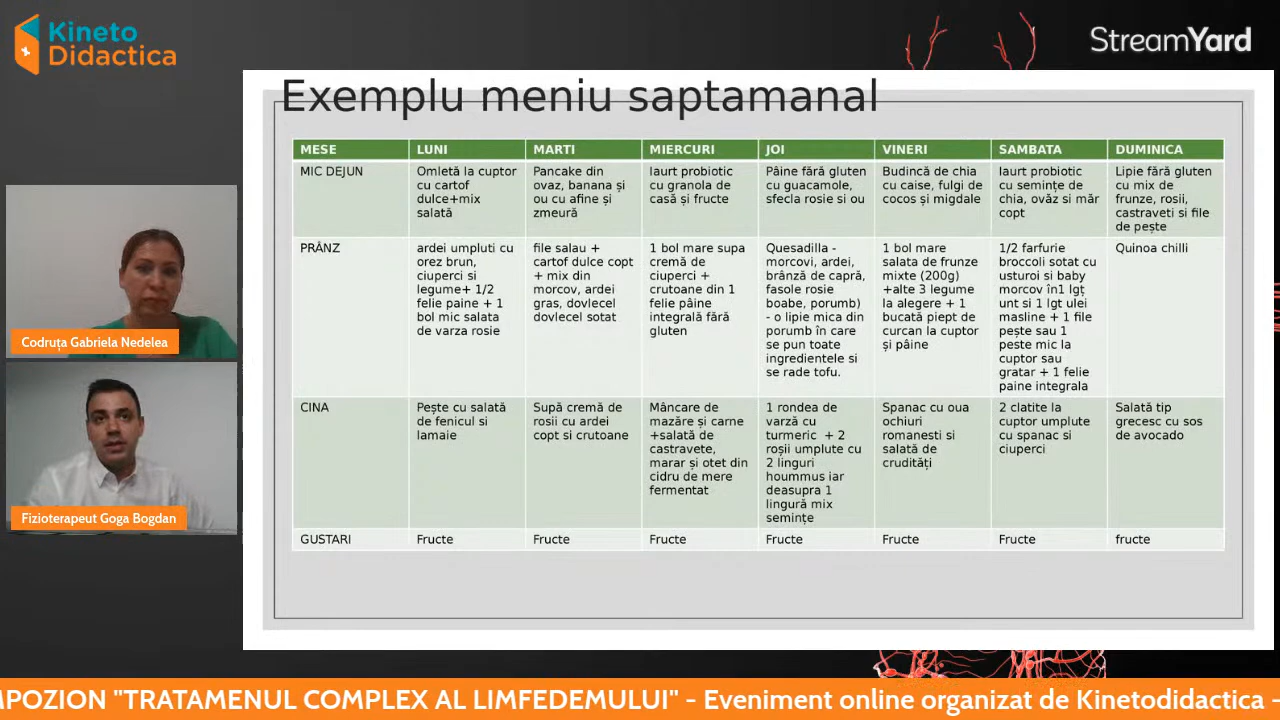 Kineto
Didactica
StreamYard
Exemplu meniu saptamanal
MESE
LUNI
MARTI
MIERCURI
JOI
VINERI
SAMBATA
DUMINICA
MIC DEJUN
Omletă la cuptor
cu cartof
dulce+mix
salată
Pancake din
ovaz, banana și
ou cu afine și
zmeură
Iaurt probiotic
cu granola de
casă și fructe
Pâine fără gluten
cu guacamole,
sfecla rosie si ou
Budincă de chia
cu caise, fulgi de
cocos și migdale
Iaurt probiotic
cu semințe de
chia, ovăz si măr
copt
Lipie fără gluten
cu mix de
frunze, rosii,
castraveti si file
de pește
PRÂNZ
ardei umpluti cu
orez brun,
ciuperci si
legume+ 1/2
felie paine + 1
bol mic salata
de varza rosie
file salau +
cartof dulce copt
+ mix din
morcov, ardei
gras, dovlecel
dovlecel sotat
1 bol mare supa
cremă de
ciuperci +
crutoane din 1
felie pâine
integrală fără
gluten
Quesadilla -
morcovi, ardei,
brânză de capră,
fasole rosie
boabe, porumb)
- o lipie mica din
porumb în care
se pun toate
ingredientele si
se rade tofu.
1 bol mare
salata de frunze
mixte (200g)
+alte 3 legume
la alegere + 1
bucată piept de
curcan la cuptor
și pâine
1/2 farfurie
broccoli sotat cu
usturoi si baby
morcov în1 lgț
unt si 1 lgt ulei
masline + 1 file
pește sau 1
peste mic la
cuptor sau
gratar + 1 felie
paine integrala
Quinoa chilli
CINA
Pește cu salată
de fenicul si
lamaie
Supă cremă de
rosii cu ardei
copt si crutoane
Mâncare de
mazăre și carne
+salată de
castravete,
marar și otet din
cidru de mere
fermentat
1 rondea de
varză cu
turmeric + 2
roșii umplute cu
2 linguri
hoummus iar
deasupra 1
lingură mix
semințe
Spanac cu oua
ochiuri
romanesti si
salată de
crudități
2 clatite la
cuptor umplute
cu spanac si
ciuperci
Salată tip
grecesc cu sos
de avocado
GUSTARI
Fructe
Fructe
Fructe
Fructe
Fructe
Fructe
fructe
Codruța Gabriela Nedelea
Fizioterapeut Goga Bogdan
MPOZION "TRATAMENUL COMPLEX AL LIMFEDEMULUI" - Eveniment online organizat de Kinetodidactica -